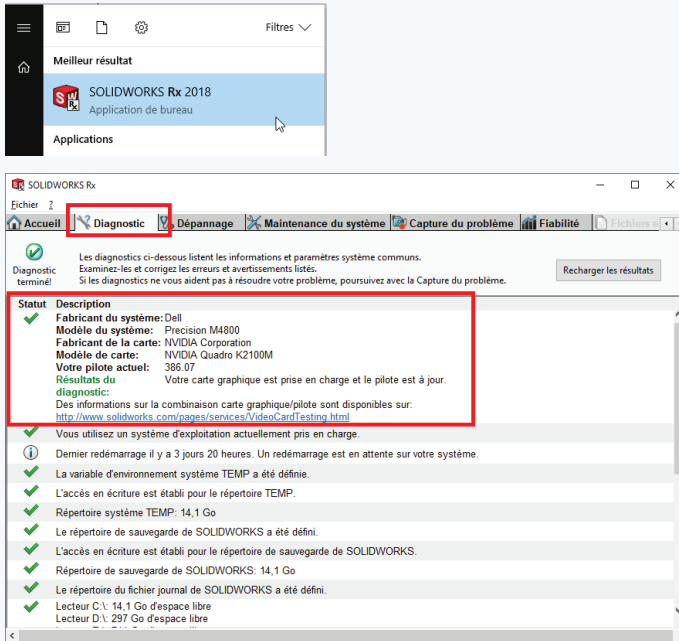 Filtres
Meilleur résultat
SOLIDWORKS Rx 2018
Application de bureau
Applications
SOLIDWORKS Rx
Fichier ?
Accueil Diagnostic Dépannage Maintenance du système Capture du problème Fiabilité Fichiers
Diagnostic terminé!
Les diagnostics ci-dessous listent les informations et paramètres système communs.
Examinez-les et corrigez les erreurs et avertissements listés.
Si les diagnostics ne vous aident pas à résoudre votre problème, poursuivez avec la Capture du problème.
Recharger les résultats
Statut Description
Fabricant du système: Dell
Modèle du système: Precision M4800
Fabricant de la carte: NVIDIA Corporation
Modèle de carte: NVIDIA Quadro K2100M
Votre pilote actuel: 386.07
Résultats du diagnostic: Votre carte graphique est prise en charge et le pilote est à jour.
Des informations sur la combinaison carte graphique/pilote sont disponibles sur:
http://www.solidworks.com/pages/services/VideoCardTesting.html
Vous utilisez un système d'exploitation actuellement pris en charge.
Dernier redémarrage il y a 3 jours 20 heures. Un redémarrage est en attente sur votre système.
La variable d'environnement système TEMP a été définie.
L'accès en écriture est établi pour le répertoire TEMP.
Répertoire système TEMP: 14,1 Go
Le répertoire de sauvegarde de SOLIDWORKS a été défini.
L'accès en écriture est établi pour le répertoire de sauvegarde de SOLIDWORKS.
Répertoire de sauvegarde de SOLIDWORKS: 14,1 Go
Le répertoire du fichier journal de SOLIDWORKS a été défini.
Lecteur C:\: 14,1 Go d'espace libre
Lecteur D:\: 297 Go d'espace libre